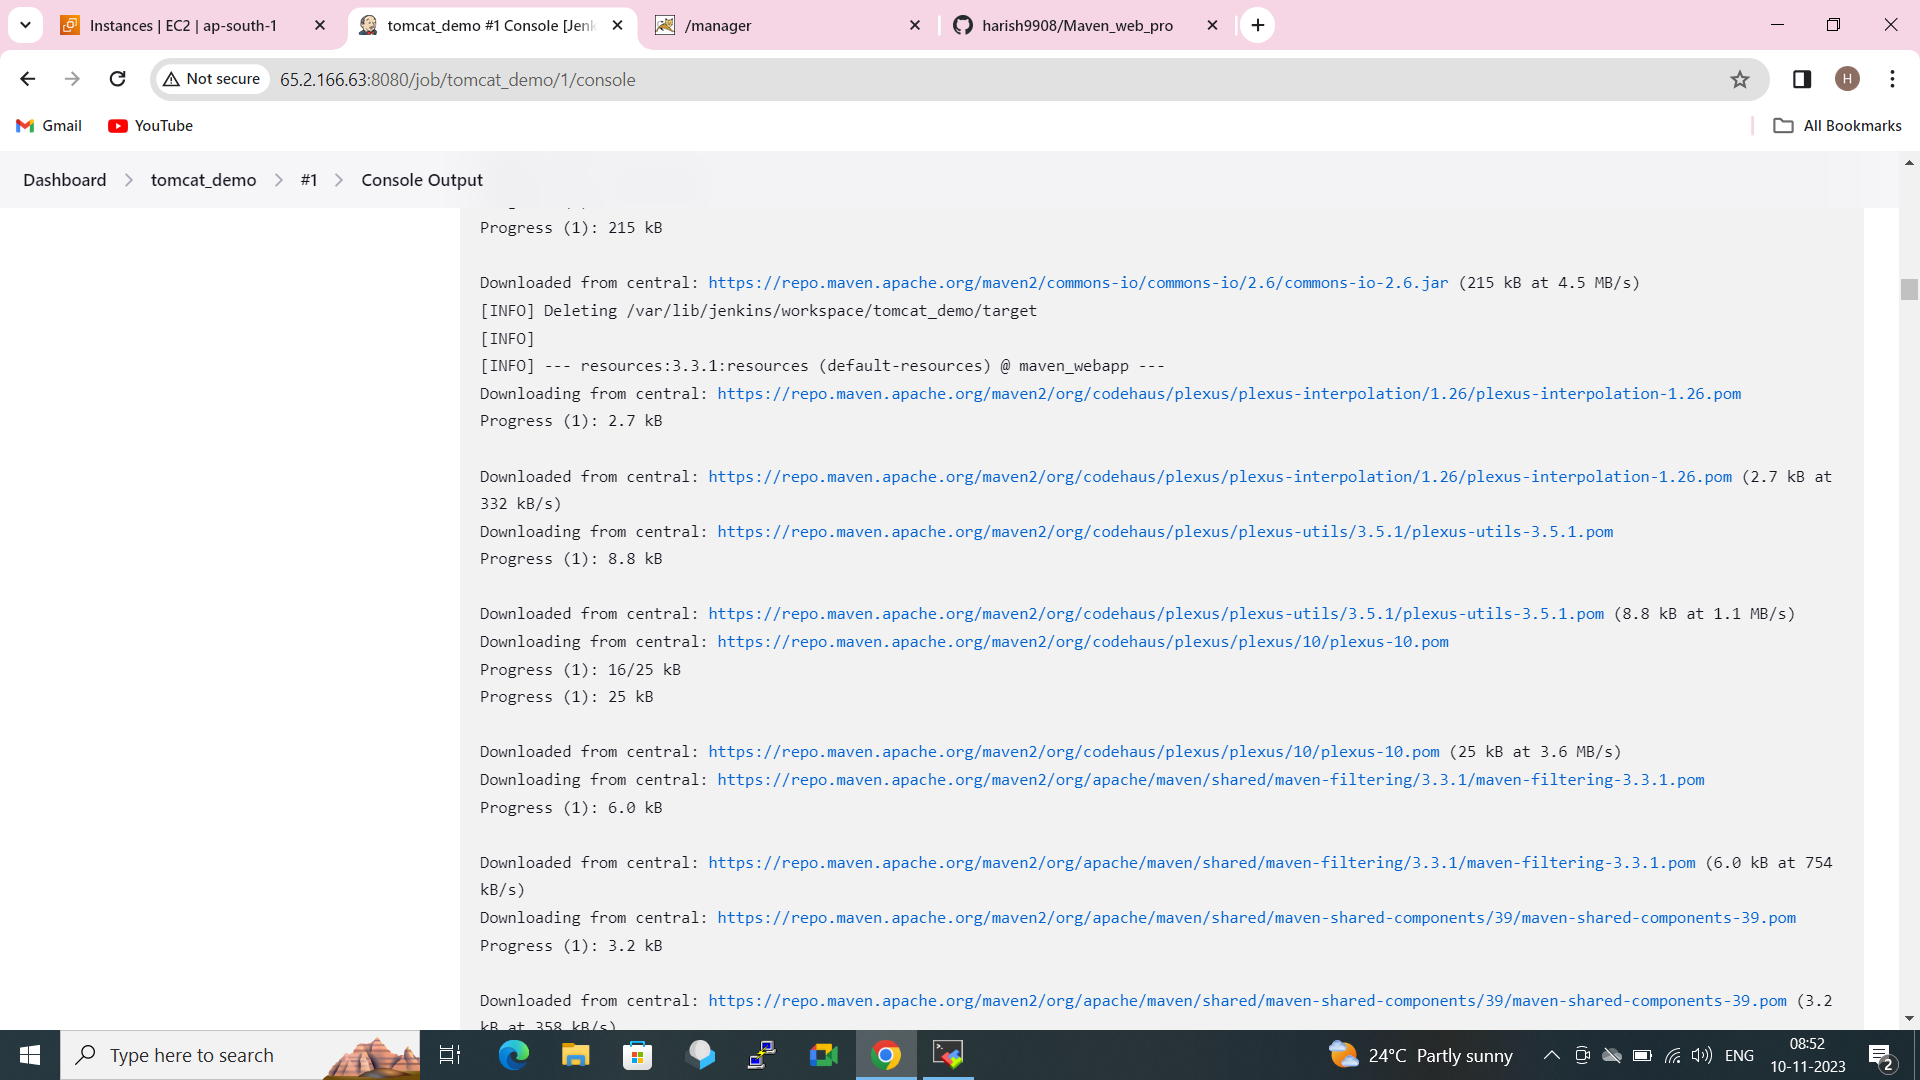 Instances | EC2 | ap-south-1
tomcat_demo #1 Console [Jenk
/manager
harish9908/Maven_web_pro
Not secure
65.2.166.63:8080/job/tomcat_demo/1/console
H
Gmail
YouTube
All Bookmarks
Dashboard
tomcat_demo
#1
Console Output
Progress (1): 215 kB
Downloaded from central: https://repo.maven.apache.org/maven2/commons-io/commons-io/2.6/commons-io-2.6.jar (215 kB at 4.5 MB/s)
[INFO] Deleting /var/lib/jenkins/workspace/tomcat_demo/target
[INFO]
[INFO] --- resources:3.3.1:resources (default-resources) @ maven_webapp ---
Downloading from central: https://repo.maven.apache.org/maven2/org/codehaus/plexus/plexus-interpolation/1.26/plexus-interpolation-1.26.pom
Progress (1): 2.7 kB
Downloaded from central: https://repo.maven.apache.org/maven2/org/codehaus/plexus/plexus-interpolation/1.26/plexus-interpolation-1.26.pom (2.7 kB at
332 kB/s)
Downloading from central: https://repo.maven.apache.org/maven2/org/codehaus/plexus/plexus-utils/3.5.1/plexus-utils-3.5.1.pom
Progress (1): 8.8 kB
Downloaded from central: https://repo.maven.apache.org/maven2/org/codehaus/plexus/plexus-utils/3.5.1/plexus-utils-3.5.1.pom (8.8 kB at 1.1 MB/s)
Downloading from central: https://repo.maven.apache.org/maven2/org/codehaus/plexus/plexus/10/plexus-10.pom
Progress (1): 16/25 kB
Progress (1): 25 kB
Downloaded from central: https://repo.maven.apache.org/maven2/org/codehaus/plexus/plexus/10/plexus-10.pom (25 kB at 3.6 MB/s)
Downloading from central: https://repo.maven.apache.org/maven2/org/apache/maven/shared/maven-filtering/3.3.1/maven-filtering-3.3.1.pom
Progress (1): 6.0 kB
Downloaded from central: https://repo.maven.apache.org/maven2/org/apache/maven/shared/maven-filtering/3.3.1/maven-filtering-3.3.1.pom (6.0 kB at 754
kB/s)
Downloading from central: https://repo.maven.apache.org/maven2/org/apache/maven/shared/maven-shared-components/39/maven-shared-components-39.pom
Progress (1): 3.2 kB
Downloaded from central: https://repo.maven.apache.org/maven2/org/apache/maven/shared/maven-shared-components/39/maven-shared-components-39.pom (3.2
kB at 358 kB/s)
Type here to search
24°C Partly sunny
ENG
08:52
10-11-2023
2